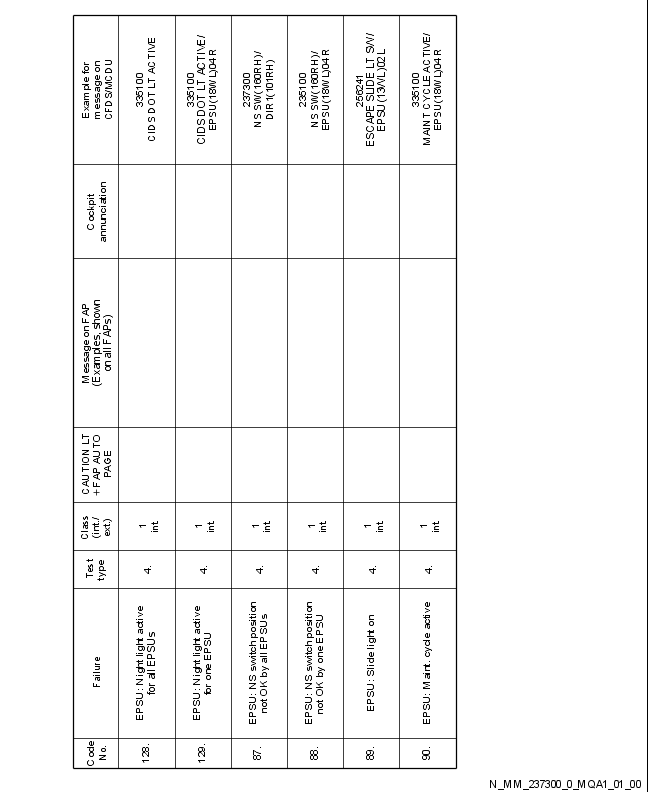 Code
No.
Failure
Test
type
Class
(int./
ext.)
CAUTION LT
+ FAP AUTO
PAGE
Message on FAP
(Examples, shown
on all FAPs)
Cockpit
annunciation
Example for
message on
CFDS/MCDU
128.
EPSU: Night light active
for all EPSUs
4.
1
int.
335100
CIDS DOT LT ACTIVE
129.
EPSU: Night light active
for one EPSU
4.
1
int.
335100
CIDS DOT LT ACTIVE/
EPSU(18WL)04R
87.
EPSU: NS switch position
not OK by all EPSUs
4.
1
int.
237300
NS SW(160RH)/
DIR1(101RH)
88.
EPSU: NS switch position
not OK by one EPSU
4.
1
int.
235100
NS SW(160RH)/
EPSU(18WL)04R
89.
EPSU: Slide light on
4.
1
int.
256241
ESCAPE SLIDE LT SW/
EPSU(13WL)02L
90.
EPSU: Maint. cycle active
4.
1
int.
335100
MAINT CYCLE ACTIVE/
EPSU(18WL)04R
N_MM_237300_0_MQA1_01_00